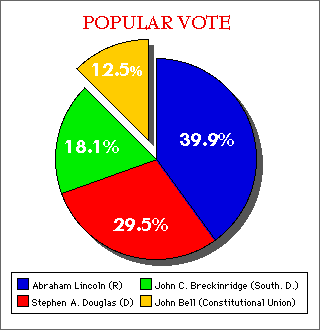 POPULAR VOTE
12.5%
39.9%
18.1%
29.5%
Abraham Lincoln (R)
John C. Breckinridge (South. D.)
Stephen A. Douglas (D)
John Bell (Constitutional Union)